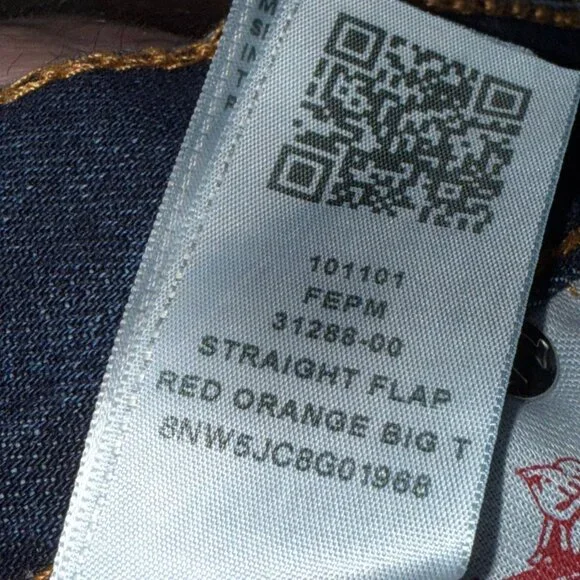 101101
FEPM
31288-00
STRAIGHT FLAP
RED ORANGE BIG T
8NW5JC8G01968